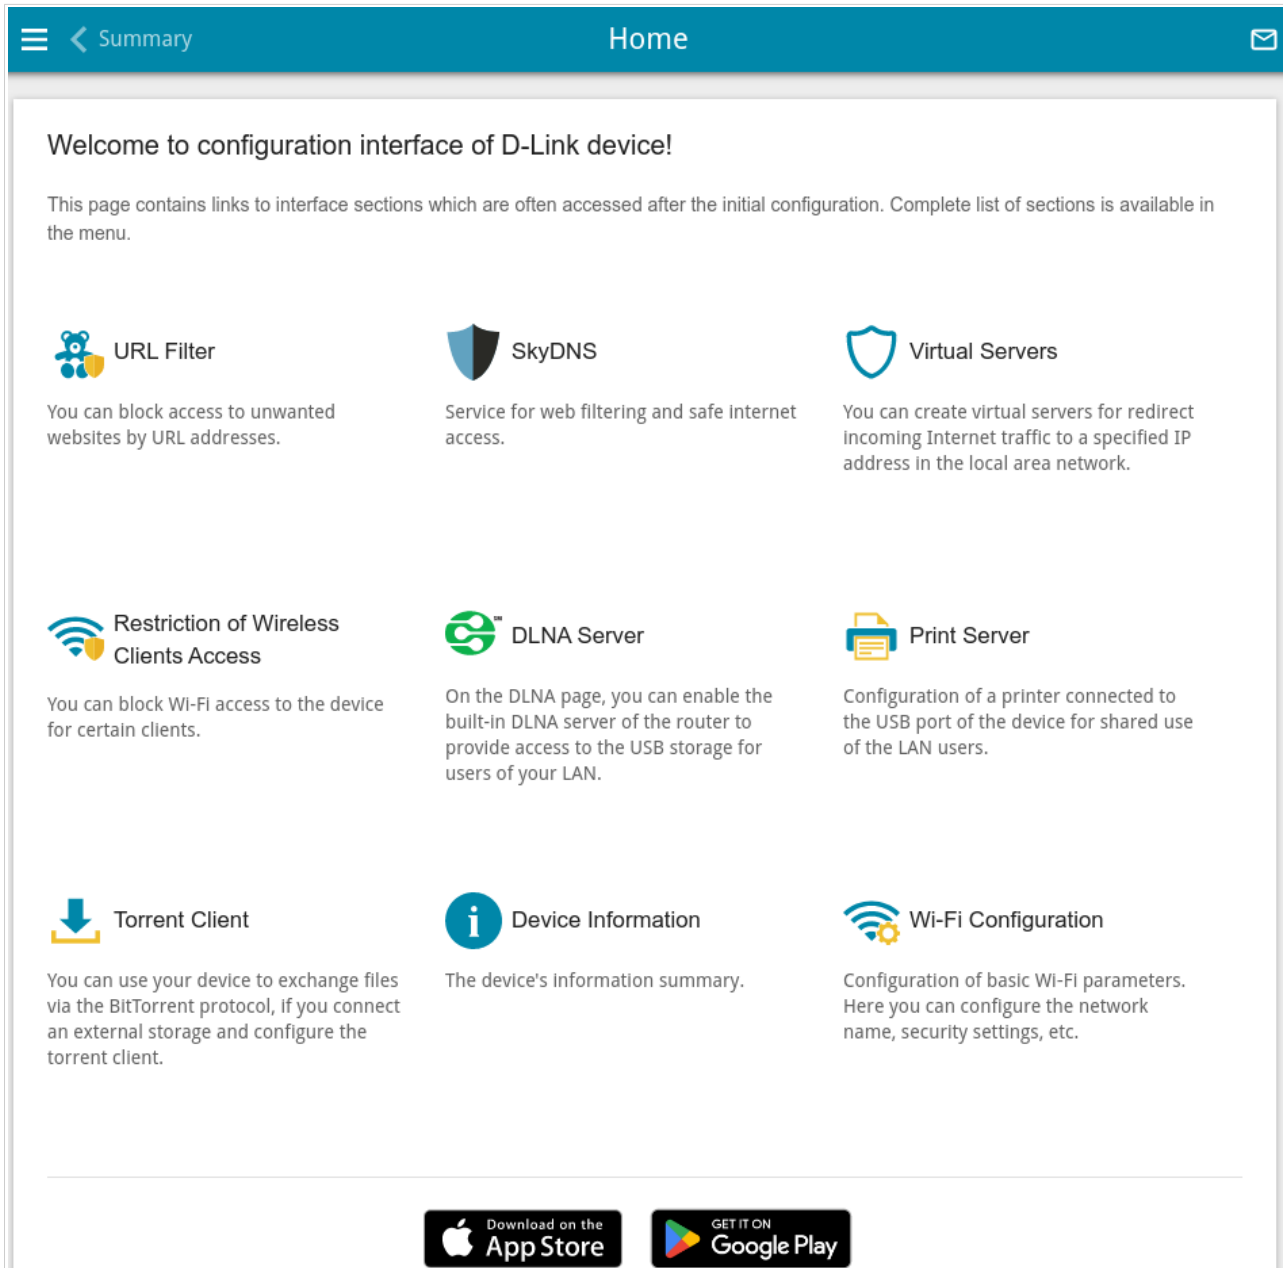 Summary
Home
Welcome to configuration interface of D-Link device!
This page contains links to interface sections which are often accessed after the initial configuration. Complete list of sections is available in
the menu.
URL Filter
You can block access to unwanted
websites by URL addresses.
SkyDNS
Service for web filtering and safe internet
access.
Virtual Servers
You can create virtual servers for redirect
incoming Internet traffic to a specified IP
address in the local area network.
Restriction of Wireless
Clients Access
You can block Wi-Fi access to the device
for certain clients.
DLNA Server
On the DLNA page, you can enable the
built-in DLNA server of the router to
provide access to the USB storage for
users of your LAN.
Print Server
Configuration of a printer connected to
the USB port of the device for shared use
of the LAN users.
Torrent Client
You can use your device to exchange files
via the BitTorrent protocol, if you connect
an external storage and configure the
torrent client.
Device Information
The device's information summary.
Wi-Fi Configuration
Configuration of basic Wi-Fi parameters.
Here you can configure the network
name, security settings, etc.
Download on the
App Store
GET IT ON
Google Play